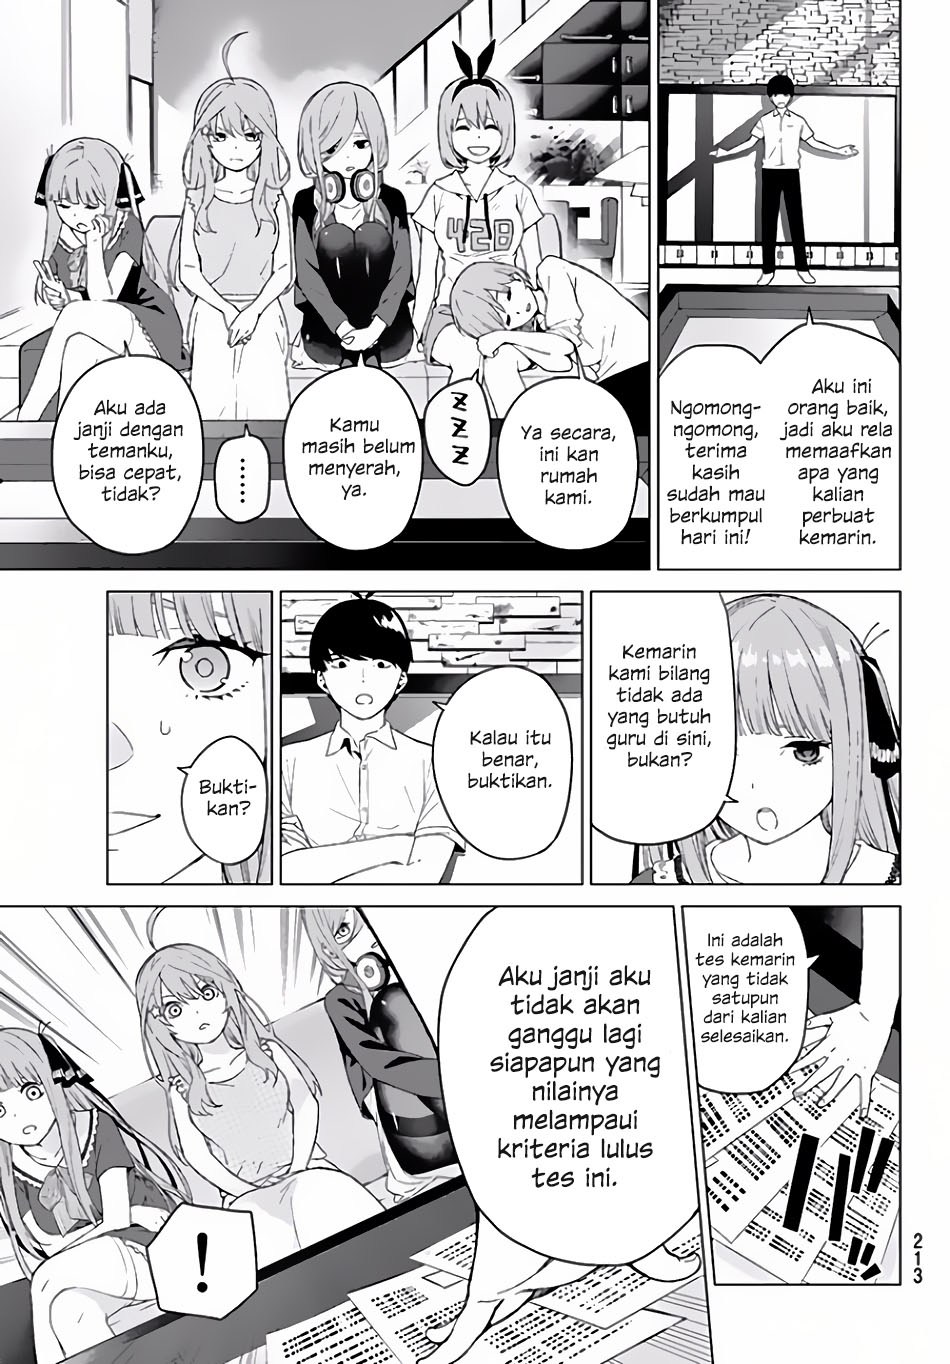 Aku ini
orang baik,
jadi aku rela
memaafkan
apa yang
kalian
perbuat
kemarin.
Ngomong-
ngomong,
terima
kasih
sudah mau
berkumpul
hari ini!
Ya secara,
ini kan
rumah
kami.
Z
Z
Z
428
Kamu
masih belum
menyerah,
ya.
......
Aku ada
janji dengan
temanku,
bisa cepat,
tidak?
Kemarin
kami bilang
tidak ada
yang butuh
guru di sini,
bukan?
Kalau itu
benar,
buktikan.
Bukti-
kan?
Ini adalah
tes kemarin
yang tidak
satupun
dari kalian
selesaikan.
Aku janji aku
tidak akan
ganggu lagi
siapapun yang
nilainya
melampaui
kriteria lulus
tes ini.
!
213